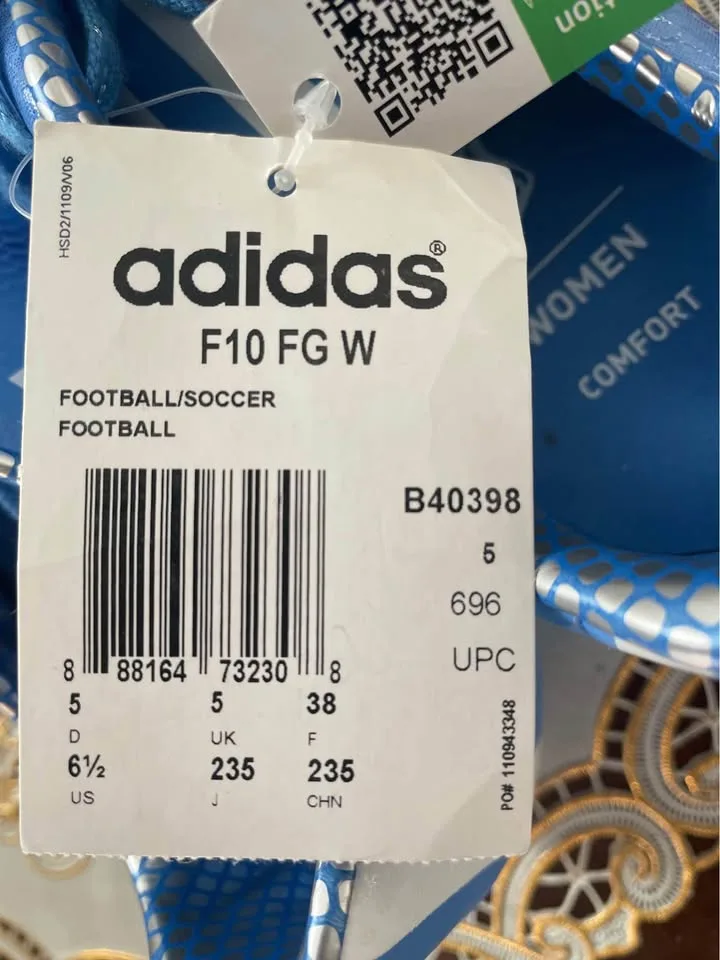 tion
HSD2/1109/V06
adidas®
F10 FG W
FOOTBALL/SOCCER
FOOTBALL
WOMEN
COMFORT
B40398
5
696
UPC
8 88164 73230 8
5 5 38
D UK F
6½ 235 235
US J CHN
PO# 110943348